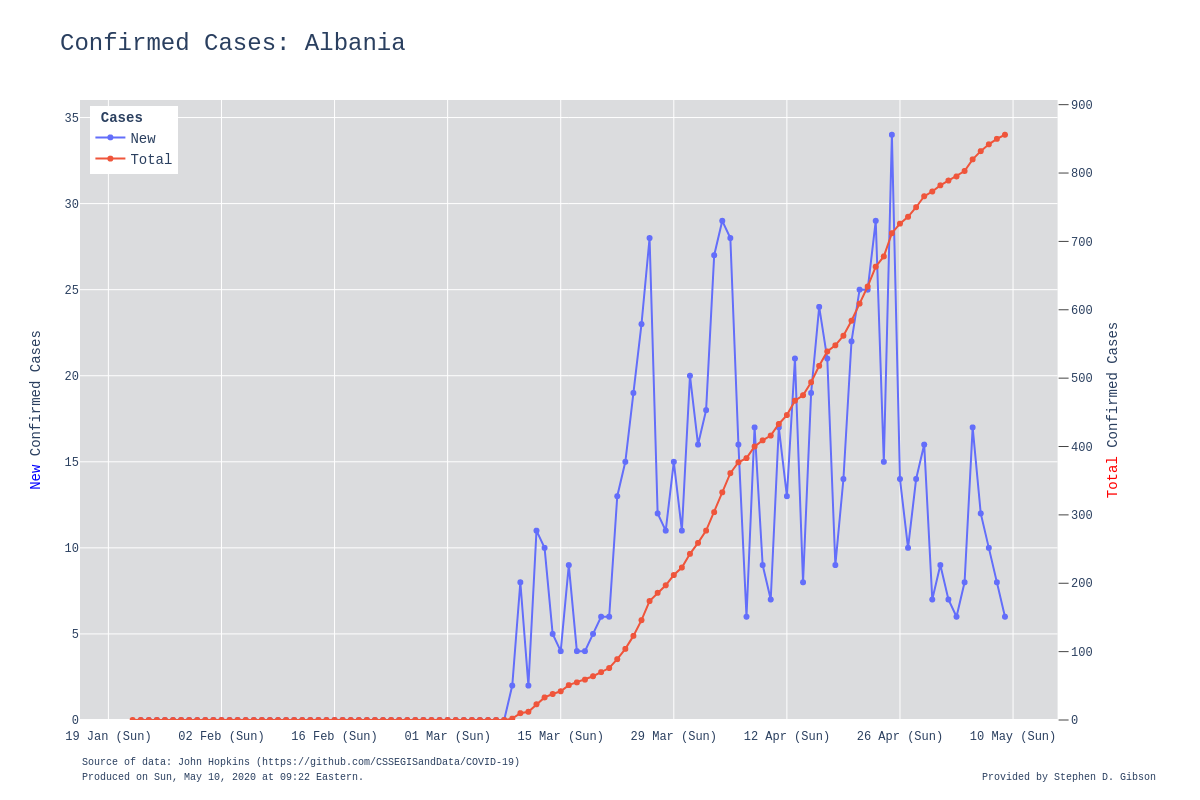 Confirmed Cases: Albania
Cases
New
Total
35
30
25
20
15
10
5
0
900
800
700
600
500
400
300
200
100
0
New Confirmed Cases
Total Confirmed Cases
19 Jan (Sun) 02 Feb (Sun) 16 Feb (Sun) 01 Mar (Sun) 15 Mar (Sun) 29 Mar (Sun) 12 Apr (Sun) 26 Apr (Sun) 10 May (Sun)
Source of data: John Hopkins (https://github.com/CSSEGISandData/COVID-19)
Produced on Sun, May 10, 2020 at 09:22 Eastern.
Provided by Stephen D. Gibson